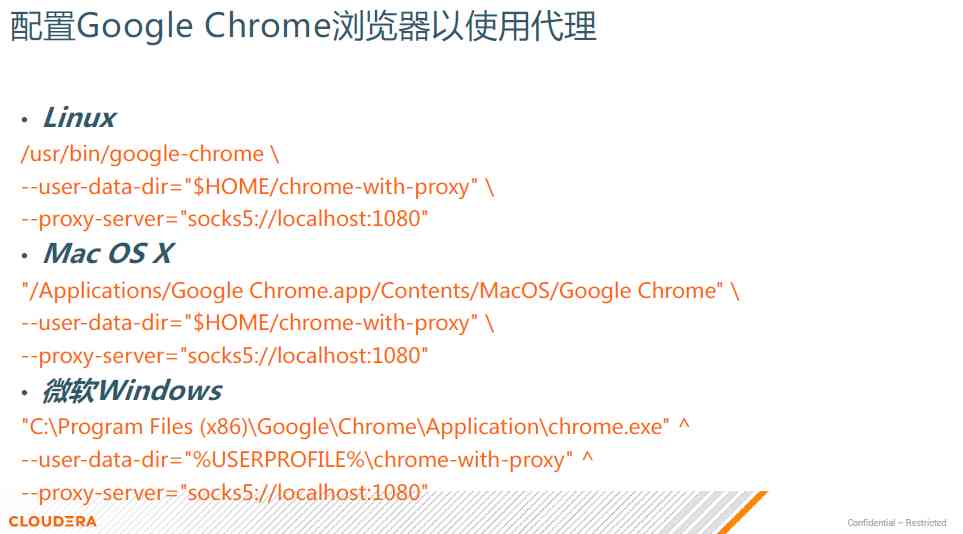 配置Google Chrome浏览器以使用代理
• Linux
/usr/bin/google-chrome \
--user-data-dir="$HOME/chrome-with-proxy" \
--proxy-server="socks5://localhost:1080"
• Mac OS X
"/Applications/Google Chrome.app/Contents/MacOS/Google Chrome" \
--user-data-dir="$HOME/chrome-with-proxy" \
--proxy-server="socks5://localhost:1080"
• 微软Windows
"C:\Program Files (x86)\Google\Chrome\Application\chrome.exe" ^
--user-data-dir="%USERPROFILE%\chrome-with-proxy" ^
--proxy-server="socks5://localhost:1080"
CLOUDERA
Confidential – Restricted